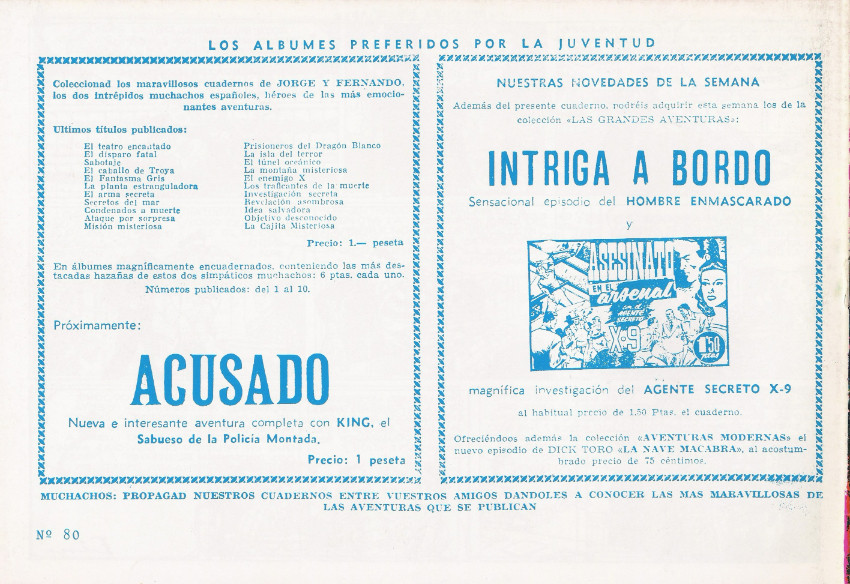 LOS ALBUMES PREFERIDOS POR LA JUVENTUD
Coleccionad los maravillosos cuadernos de JORGE Y FERNANDO,
los dos intrépidos muchachos españoles, héroes de las más emocio-
nantes aventuras.
Ultimos títulos publicados:
El teatro encantado
El disparo fatal
Sabotaje
El caballo de Troya
El Fantasma Gris
La planta estranguladora
El arma secreta
Secretos del mar
Condenados a muerte
Ataque por sorpresa
Misión misteriosa
Prisioneros del Dragón Blanco
La isla del terror
El túnel oceánico
La montaña misteriosa
El enemigo X
Los traficantes de la muerte
Investigación secreta
Revelación asombrosa
Idea salvadora
Objetivo desconocido
La Cajita Misteriosa
Precio: 1.— peseta
En álbumes magníficamente encuadernados, conteniendo las más des-
tacadas hazañas de estos dos simpáticos muchachos: 6 ptas. cada uno.
Números publicados: del 1 al 10.
Próximamente:
ACUSADO
Nueva e interesante aventura completa con KING, el
Sabueso de la Policía Montada.
Precio: 1 peseta
NUESTRAS NOVEDADES DE LA SEMANA
Además del presente cuaderno, podréis adquirir esta semana los de la
colección «LAS GRANDES AVENTURAS»:
INTRIGA A BORDO
Sensacional episodio del HOMBRE ENMASCARADO
y
ASESINATO
EN EL
arsenal
con el
AGENTE
SECRETO
X-9
1'50
Ptas
magnífica investigación del AGENTE SECRETO X-9
al habitual precio de 1,50 Ptas. el cuaderno.
Ofreciéndoos además la colección «AVENTURAS MODERNAS» el
nuevo episodio de DICK TORO «LA NAVE MACABRA», al acostum-
brado precio de 75 céntimos.
MUCHACHOS: PROPAGAD NUESTROS CUADERNOS ENTRE VUESTROS AMIGOS DANDOLES A CONOCER LAS MAS MARAVILLOSAS DE
LAS AVENTURAS QUE SE PUBLICAN
Nº 80